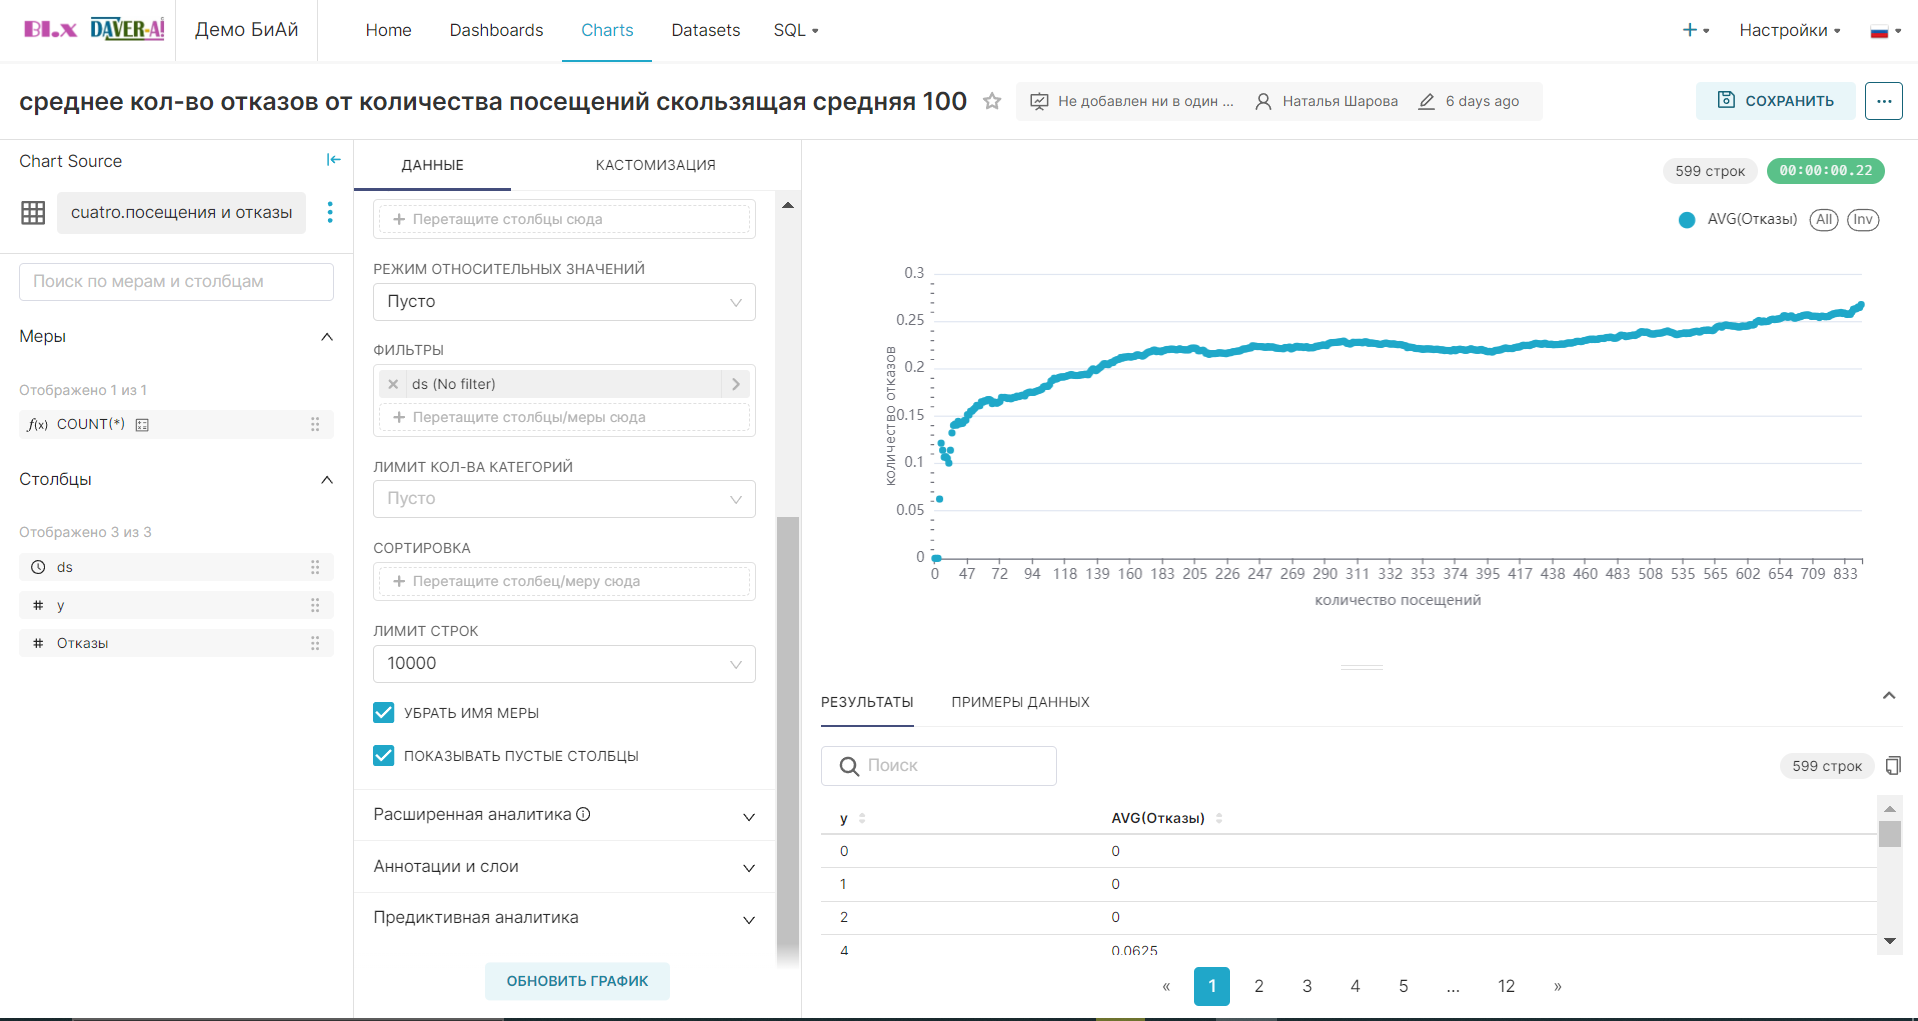 BI.X DAVER-AI
Демо БиАй
Home
Dashboards
Charts
Datasets
SQL
Настройки
среднее кол-во отказов от количества посещений скользящая средняя 100
Не добавлен ни в один ...
Наталья Шарова
6 days ago
СОХРАНИТЬ
...
Chart Source
cuatro.посещения и отказы
Поиск по мерам и столбцам
Меры
Отображено 1 из 1
f(x) COUNT(*)
Столбцы
Отображено 3 из 3
ds
# y
# Отказы
ДАННЫЕ
КАСТОМИЗАЦИЯ
+ Перетащите столбцы сюда
РЕЖИМ ОТНОСИТЕЛЬНЫХ ЗНАЧЕНИЙ
Пусто
ФИЛЬТРЫ
ds (No filter)
+ Перетащите столбцы/меры сюда
ЛИМИТ КОЛ-ВА КАТЕГОРИЙ
Пусто
СОРТИРОВКА
+ Перетащите столбец/меру сюда
ЛИМИТ СТРОК
10000
УБРАТЬ ИМЯ МЕРЫ
ПОКАЗЫВАТЬ ПУСТЫЕ СТОЛБЦЫ
Расширенная аналитика
Аннотации и слои
Предиктивная аналитика
ОБНОВИТЬ ГРАФИК
599 строк
00:00:00.22
AVG(Отказы)
All
Inv
количество отказов
0.3
0.25
0.2
0.15
0.1
0.05
0
0 47 72 94 118 139 160 183 205 226 247 269 290 311 332 353 374 395 417 438 460 483 508 535 565 602 654 709 833
количество посещений
РЕЗУЛЬТАТЫ
ПРИМЕРЫ ДАННЫХ
Поиск
599 строк
y AVG(Отказы)
0 0
1 0
2 0
4 0.0625
« 1 2 3 4 5 ... 12 »